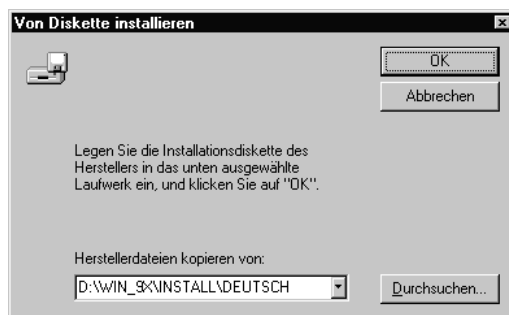 Von Diskette installieren
OK
Abbrechen
Legen Sie die Installationsdiskette des
Herstellers in das unten ausgewählte
Laufwerk ein, und klicken Sie auf "OK".
Herstellerdateien kopieren von:
D:\WIN_9X\INSTALL\DEUTSCH
Durchsuchen...